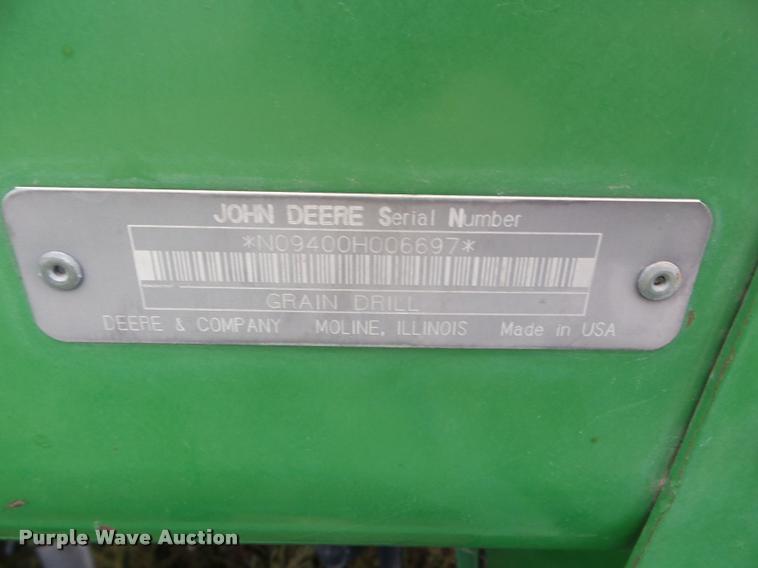 JOHN DEERE Serial Number
*N09400H006697*
GRAIN DRILL
DEERE & COMPANY MOLINE, ILLINOIS Made in USA
Purple Wave Auction